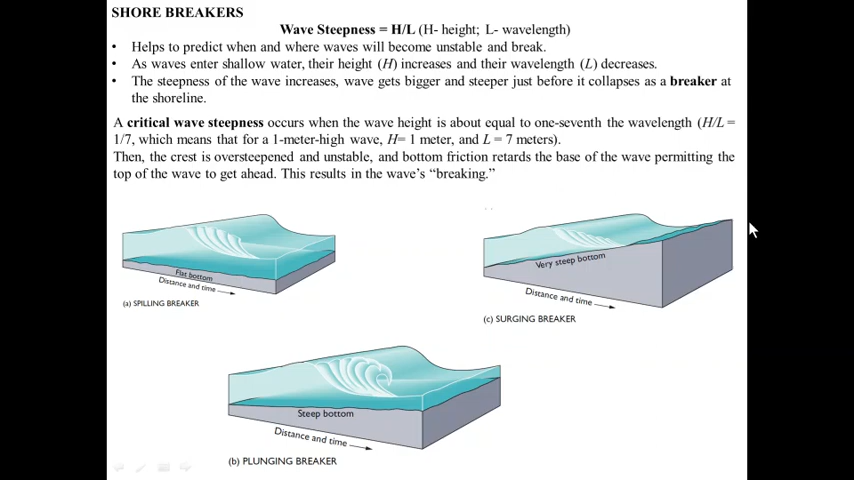 SHORE BREAKERS
Wave Steepness = H/L (H- height; L- wavelength)
• Helps to predict when and where waves will become unstable and break.
• As waves enter shallow water, their height (H) increases and their wavelength (L) decreases.
• The steepness of the wave increases, wave gets bigger and steeper just before it collapses as a breaker at
the shoreline.
A critical wave steepness occurs when the wave height is about equal to one-seventh the wavelength (H/L =
1/7, which means that for a 1-meter-high wave, H= 1 meter, and L = 7 meters).
Then, the crest is oversteepened and unstable, and bottom friction retards the base of the wave permitting the
top of the wave to get ahead. This results in the wave's “breaking.”
Flat bottom
Distance and time
(a) SPILLING BREAKER
Very steep bottom
Distance and time
(c) SURGING BREAKER
Steep bottom
Distance and time
(b) PLUNGING BREAKER